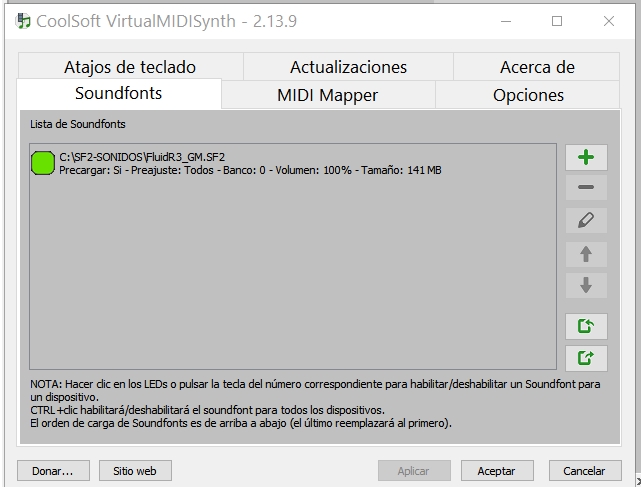 CoolSoft VirtualMIDISynth - 2.13.9
Atajos de teclado
Actualizaciones
Acerca de
Soundfonts
MIDI Mapper
Opciones
Lista de Soundfonts
C:\SF2-SONIDOS\FluidR3_GM.SF2
Precargar: Si - Preajuste: Todos - Banco: 0 - Volumen: 100% - Tamaño: 141 MB
NOTA: Hacer clic en los LEDs o pulsar la tecla del número correspondiente para habilitar/deshabilitar un Soundfont para
un dispositivo.
CTRL+clic habilitará/deshabilitará el soundfont para todos los dispositivos.
El orden de carga de Soundfonts es de arriba a abajo (el último reemplazará al primero).
Donar...
Sitio web
Aplicar
Aceptar
Cancelar